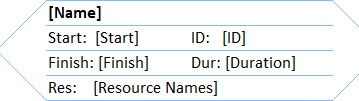 [Name]
Start: [Start] ID: [ID]
Finish: [Finish] Dur: [Duration]
Res: [Resource Names]